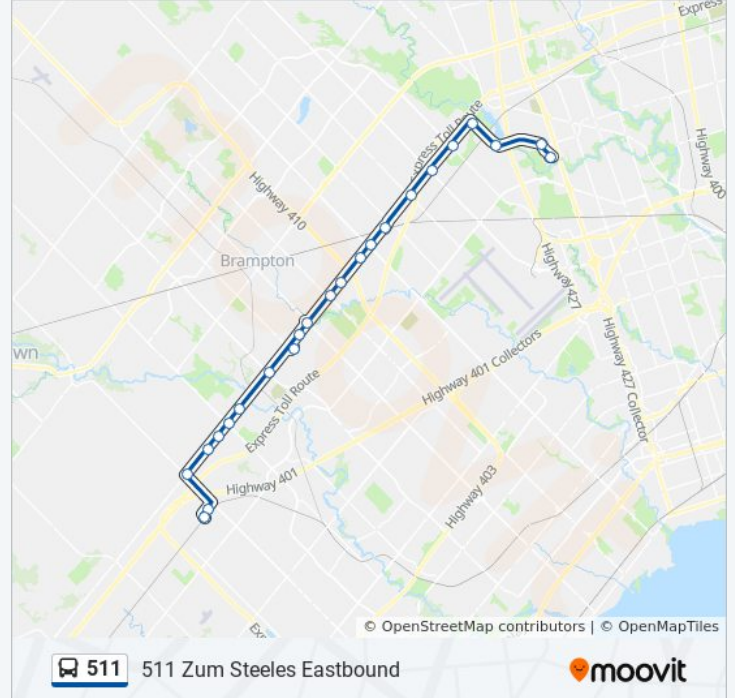 Express
Express Toll Route
Highway 400
Highway 410
Brampton
Highway 427
wn
Highway 401 Collectors
Highway 427 Collector
Express Toll Route
Highway 401
Highway 403
© OpenStreetMap contributors | © OpenMapTiles
511 511 Zum Steeles Eastbound moovit